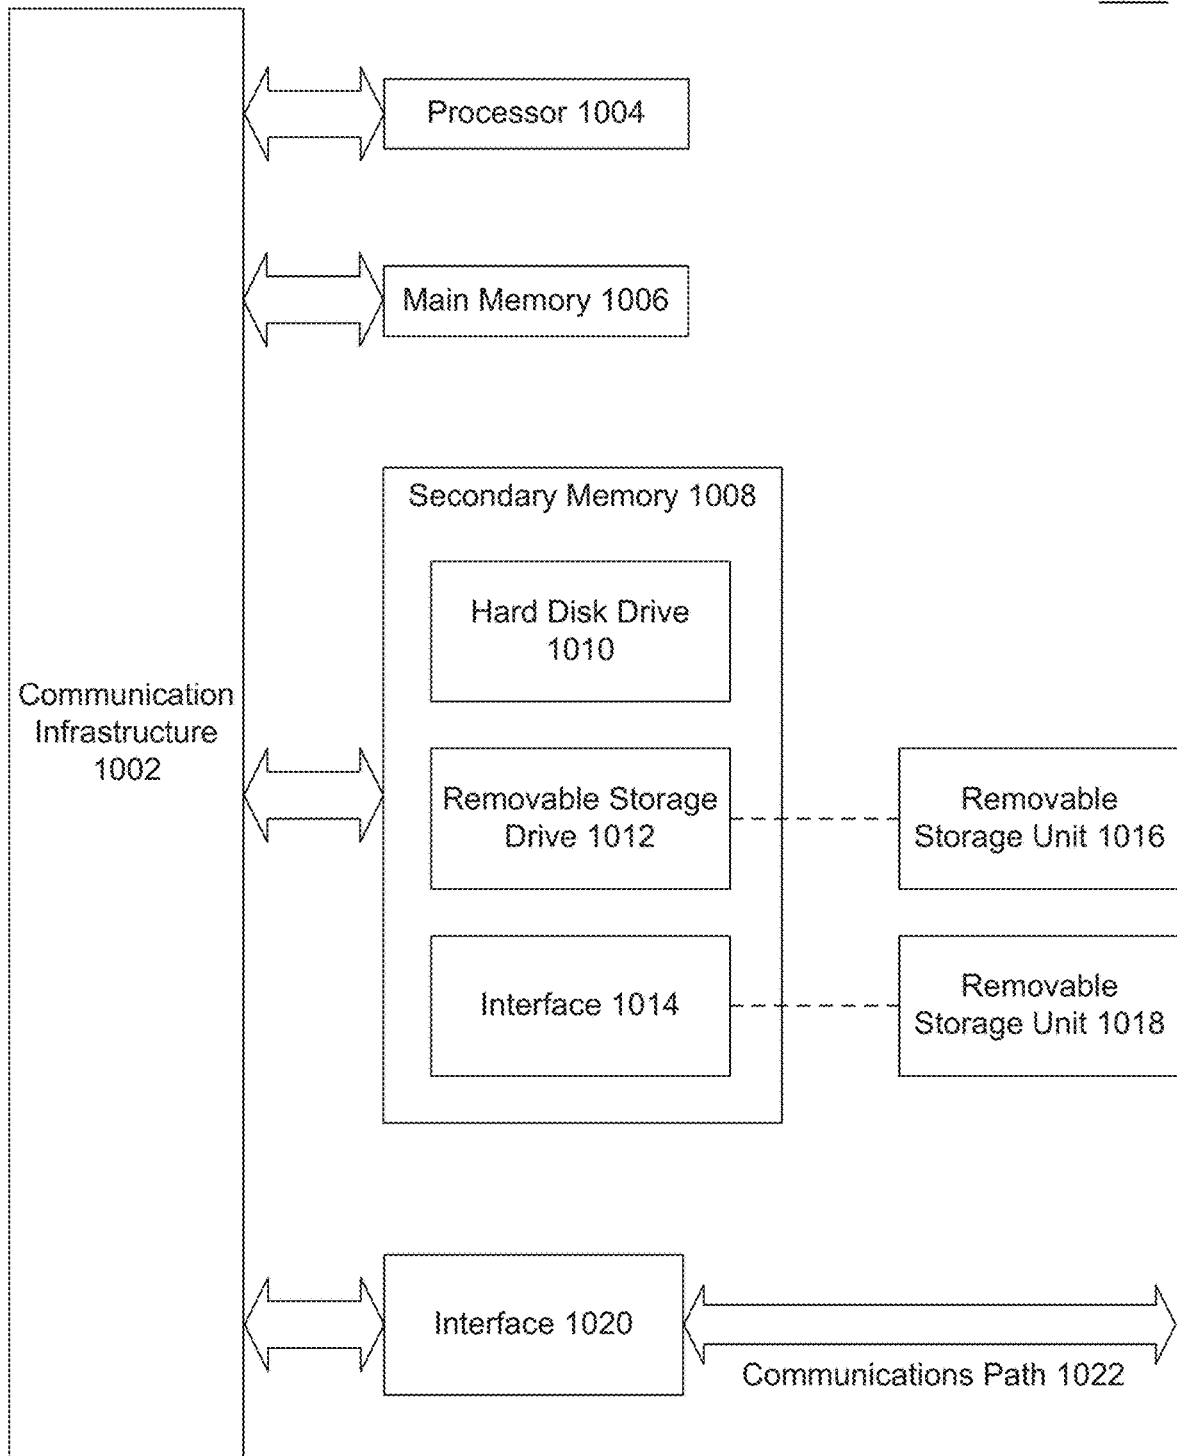 Processor 1004
Main Memory 1006
Secondary Memory 1008
Hard Disk Drive
1010
Communication
Infrastructure
1002
Removable Storage
Drive 1012
Removable
Storage Unit 1016
Interface 1014
Removable
Storage Unit 1018
Interface 1020
Communications Path 1022